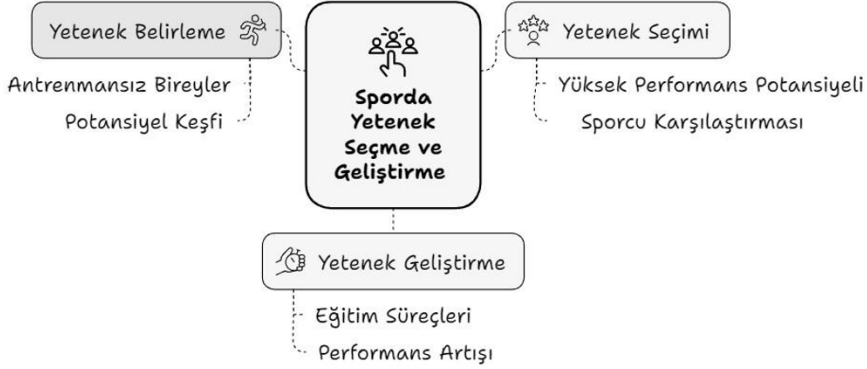 Yetenek Belirleme
Antrenmansız Bireyler
Potansiyel Keşfi
Sporda
Yetenek
Seçme ve
Geliştirme
Yetenek Seçimi
Yüksek Performans Potansiyeli
Sporcu Karşılaştırması
Yetenek Geliştirme
Eğitim Süreçleri
Performans Artışı